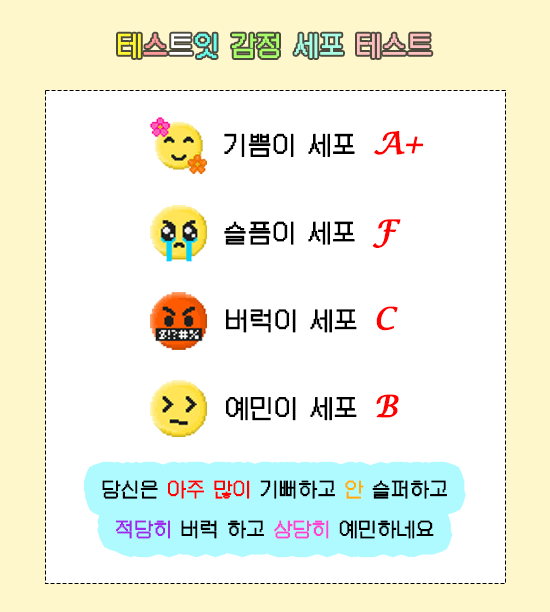 테스트잇 감정 세포 테스트
기쁨이 세포 A+
슬픔이 세포 F
&!?#%
버럭이 세포 C
예민이 세포 B
당신은 아주 많이 기뻐하고 안 슬퍼하고
적당히 버럭 하고 상당히 예민하네요